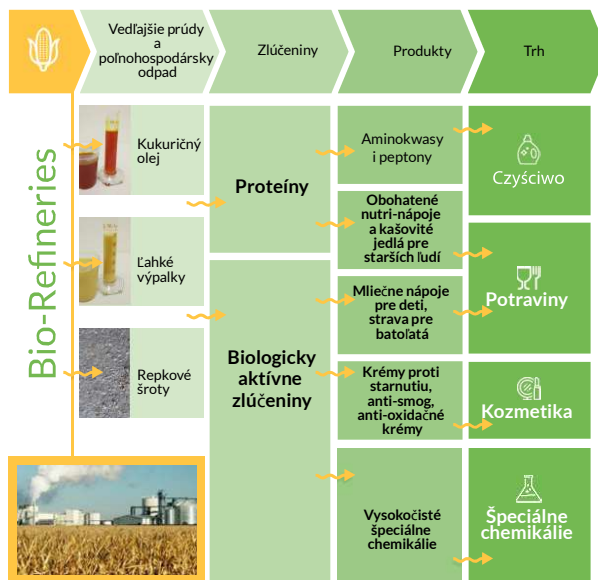 Vedľajšie prúdy
a
poľnohospodársky
odpad
Zlúčeniny
Produkty
Trh
Bio-Refineries
Kukuričný
olej
Ľahké
výpalky
Repkové
šroty
Proteíny
Biologicky
aktívne
zlúčeniny
Aminokwasy
i peptony
Obohatené
nutri-nápoje
a kašovité
jedlá pre
starších ľudí
Mliečne nápoje
pre deti,
strava pre
batoľatá
Krémy proti
starnutiu,
anti-smog,
anti-oxidačné
krémy
Vysokočisté
špeciálne
chemikálie
Czyściwo
Potraviny
Kozmetika
Špeciálne
chemikálie